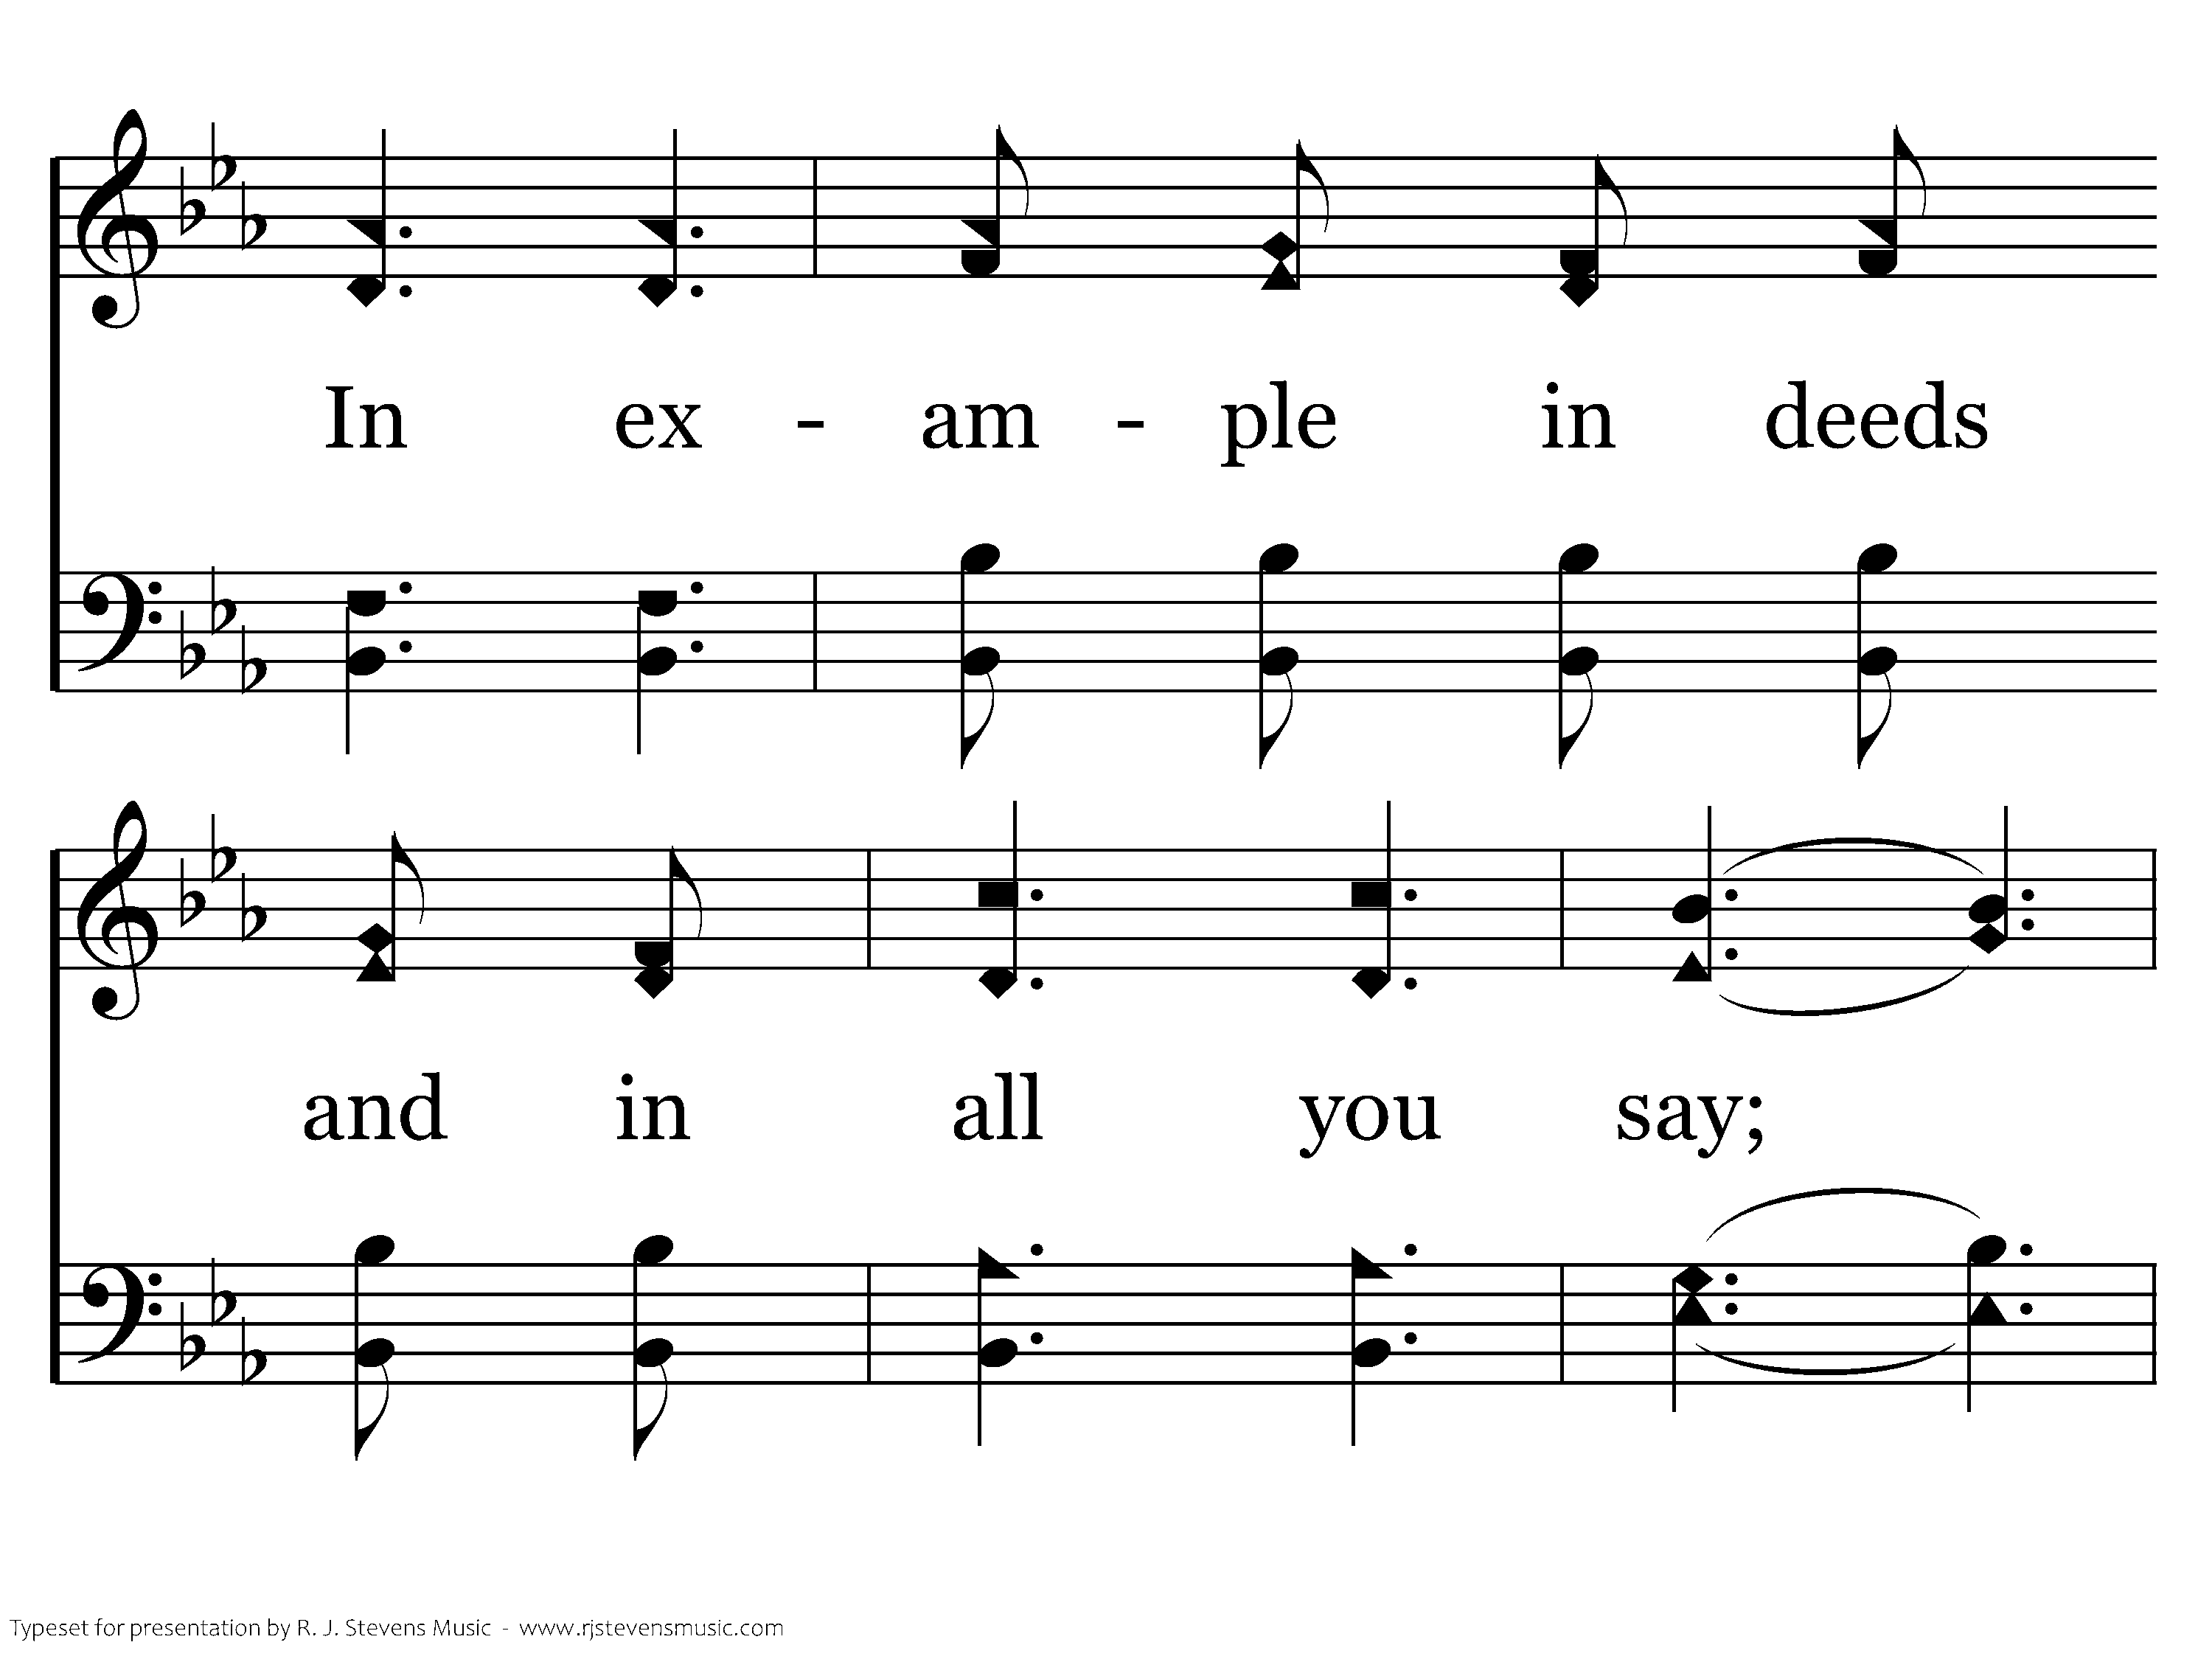 In ex - am - ple in deeds
and in all you say;
Typeset for presentation by R. J. Stevens Music - www.rjstevensmusic.com